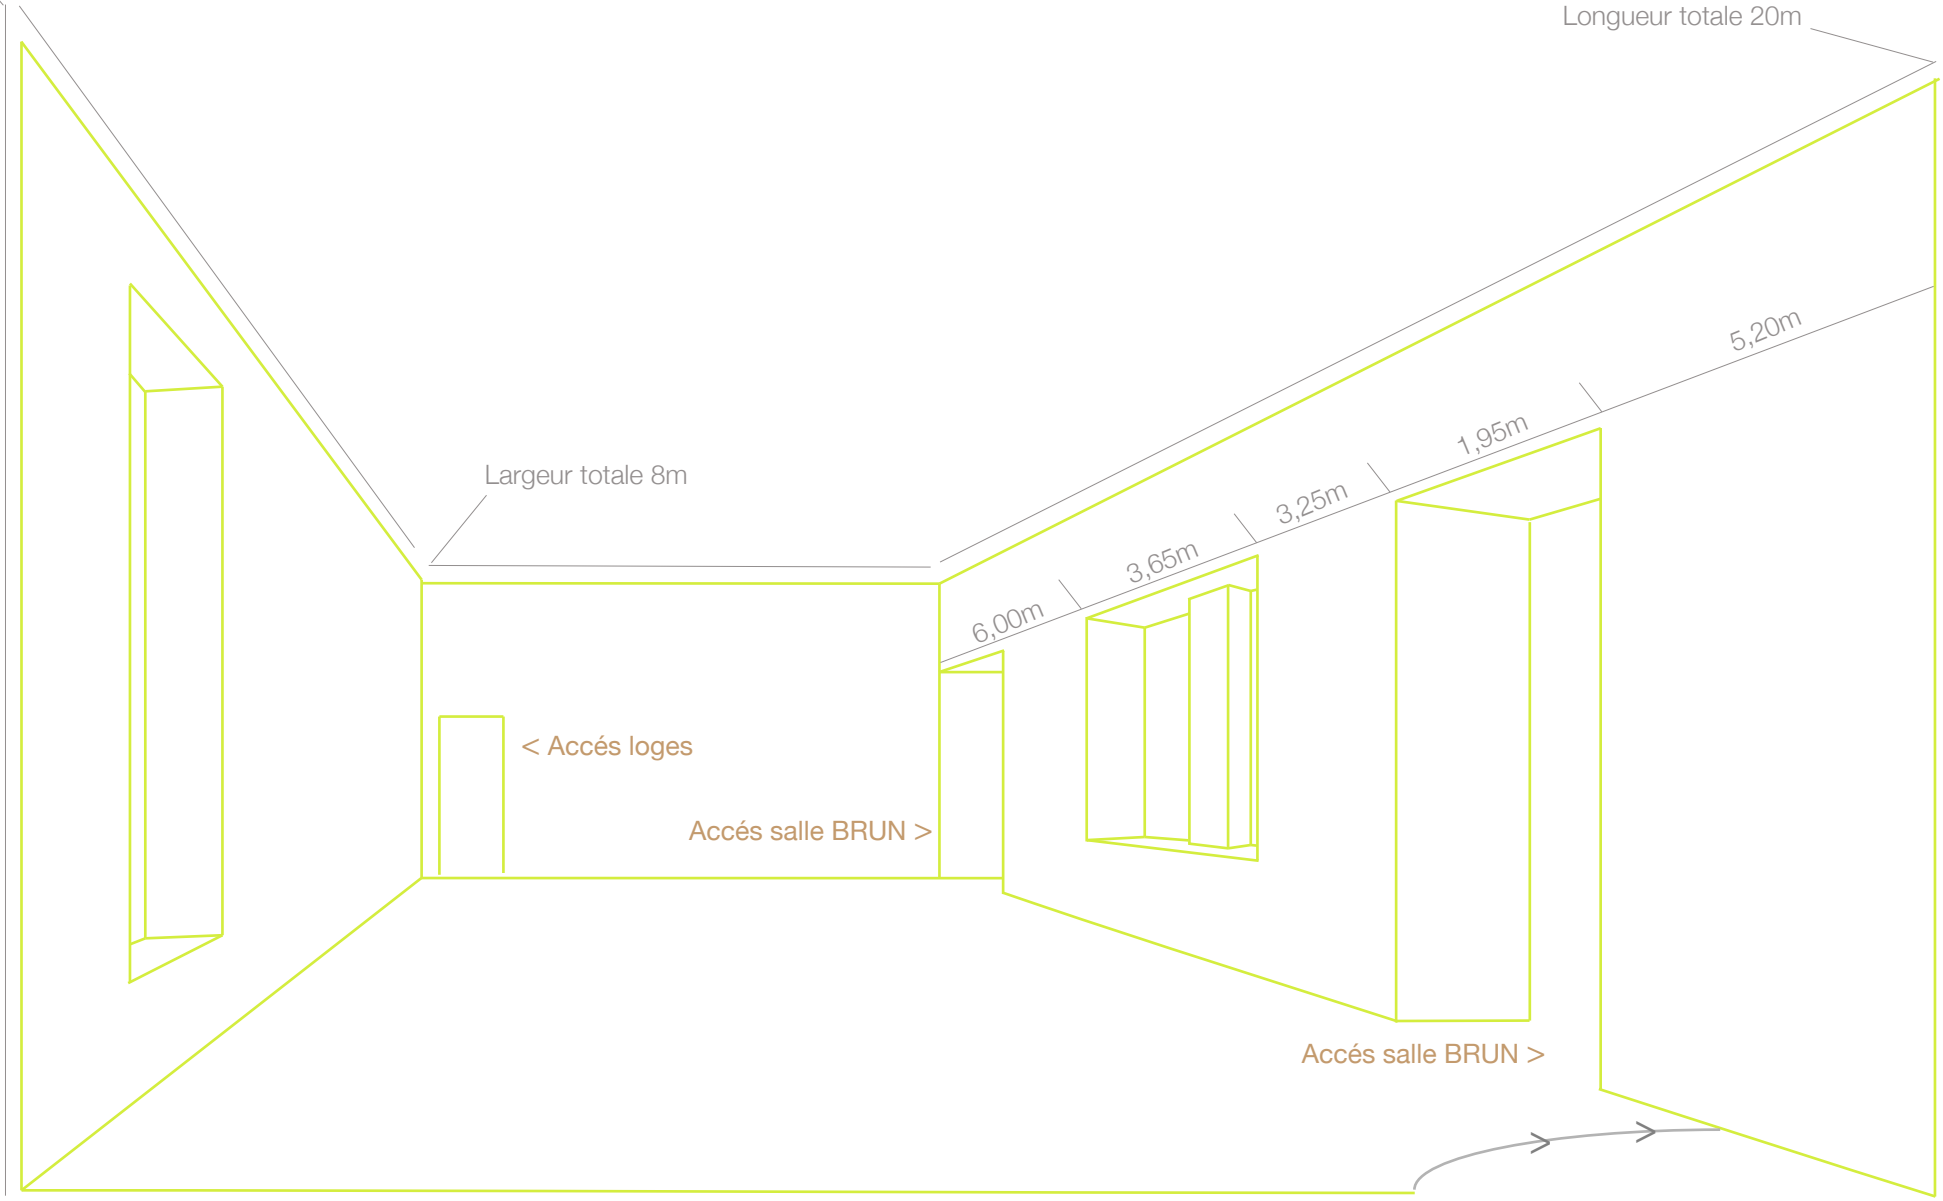 Longueur totale 20m
5,20m
1,95m
Largeur totale 8m
3,25m
3,65m
6,00m
< Accés loges
Accés salle BRUN >
Accés salle BRUN >